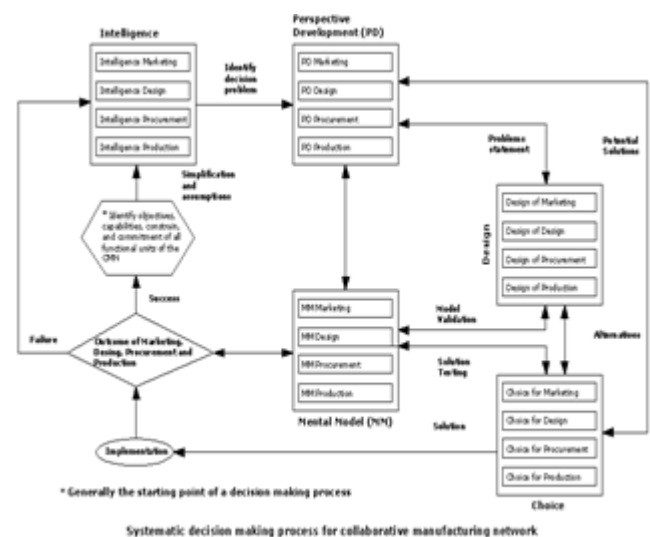 Intelligence
Intelligence Marketing
Intelligence Design
Intelligence Procurement
Intelligence Production
Identify
decision
problem
Perspective
Development (PD)
PD Marketing
PD Design
PD Procurement
PD Production
Problems
statement
Potential
Solutions
Simplification
and
assumptions
* Identify objectives,
capabilities, constrain,
and commitment of all
functional units of the
CMN
Design
Design of Marketing
Design of Design
Design of Procurement
Design of Production
Success
Failure
Outcome of Marketing,
Desing, Procurement and
Production
MM Marketing
MM Design
MM Procurement
MM Production
Mental Model (MM)
Model
Validation
Solution
Testing
Alternatives
Choice for Marketing
Choice for Design
Choice for Procurement
Choice for Production
Choice
Solution
Implementation
* Generally the starting point of a decision making process
Systematic decision making process for collaborative manufacturing network